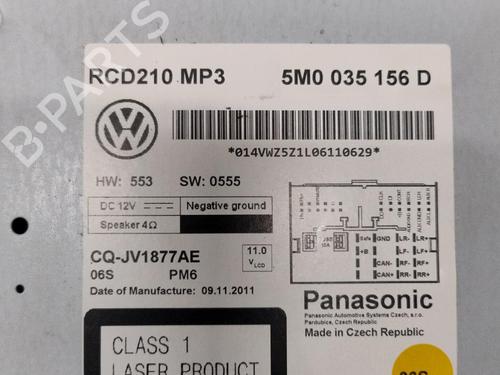 RCD210 MP3 5M0 035 156 D
*014VWZ5Z1L06110629*
HW: 553 SW: 0555
DC 12V Negative ground
Speaker 4Ω
CQ-JV1877AE 11.0 V LCD
06S PM6
Date of Manufacture: 09.11.2011
GND LR- LR+
+B LF- LF+
CAN- RF- RF+
CAN+ RR- RR+
Panasonic
Panasonic Automotive Systems Czech, s.r.o.
Pardubice, Czech Republic
Made in Czech Republic
CLASS 1
LASER PRODUCT
B-PARTS